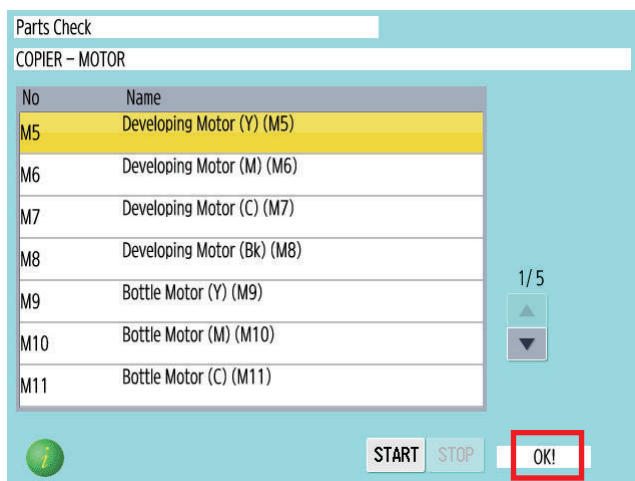 Parts Check
COPIER – MOTOR
No Name
M5 Developing Motor (Y) (M5)
M6 Developing Motor (M) (M6)
M7 Developing Motor (C) (M7)
M8 Developing Motor (Bk) (M8)
M9 Bottle Motor (Y) (M9)
M10 Bottle Motor (M) (M10)
M11 Bottle Motor (C) (M11)
1/5
i START STOP OK!